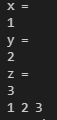 x =
1
y =
2
z =
3
1 2 3